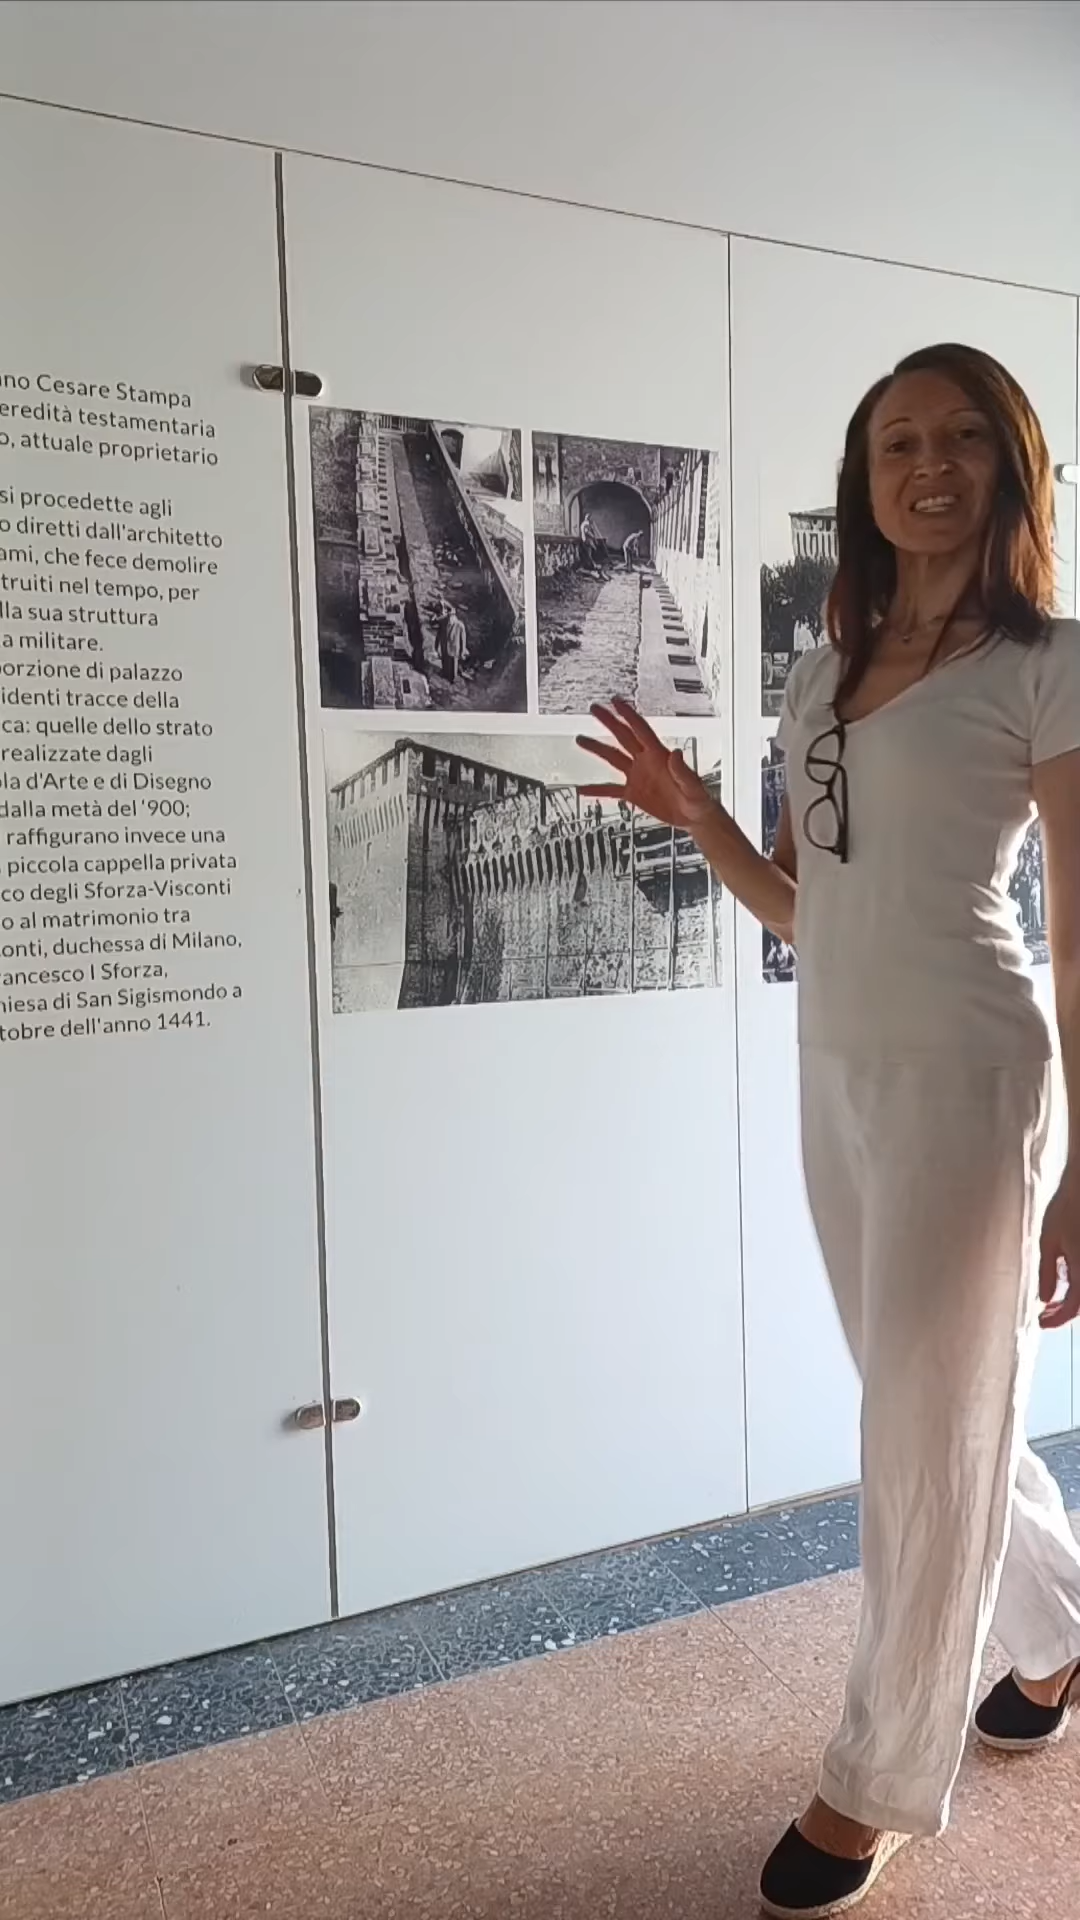 no Cesare Stampa
eredità testamentaria
o, attuale proprietario
si procedette agli
o diretti dall'architetto
ami, che fece demolire
truiti nel tempo, per
lla sua struttura
a militare.
porzione di palazzo
identi tracce della
ca: quelle dello strato
realizzate dagli
la d'Arte e di Disegno
dalla metà del '900;
raffigurano invece una
piccola cappella privata
co degli Sforza-Visconti
o al matrimonio tra
onti, duchessa di Milano,
rancesco I Sforza,
hiesa di San Sigismondo a
tobre dell'anno 1441.